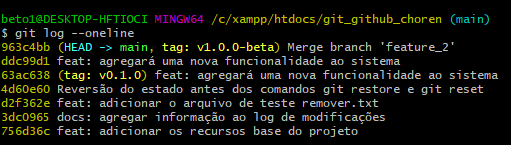 beto1@DESKTOP-HFTIOCI MINGW64 /c/xampp/htdocs/git_github_choren (main)
$ git log --oneline
963c4bb (HEAD -> main, tag: v1.0.0-beta) Merge branch 'feature_2'
ddc99d1 feat: agregará uma nova funcionalidade ao sistema
63ac638 (tag: v0.1.0) feat: agregará uma nova funcionalidade ao sistema
4d60e60 Reversão do estado antes dos comandos git restore e git reset
d2f362e feat: adicionar o arquivo de teste remover.txt
3dc0965 docs: agregar informação ao log de modificações
756d36c feat: adicionar os recursos base do projeto